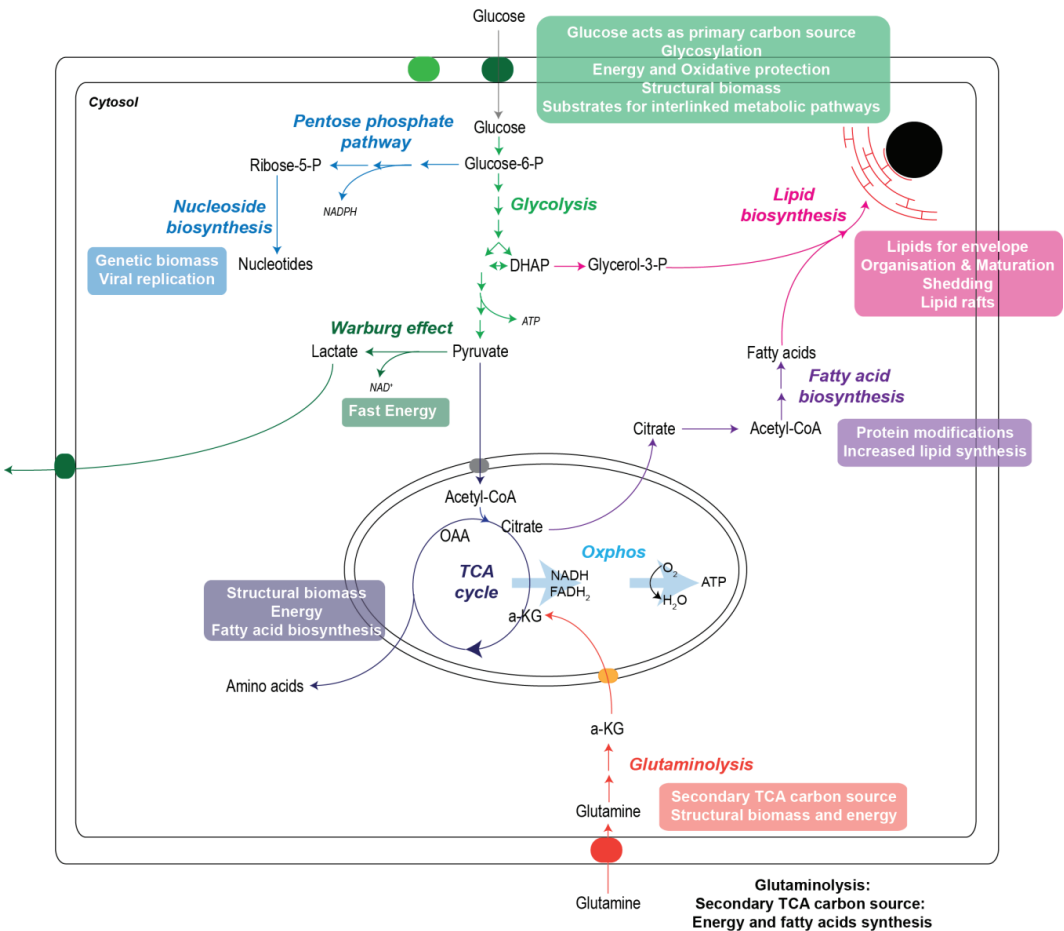 Glucose
Glucose acts as primary carbon source
Glycosylation
Energy and Oxidative protection
Structural biomass
Substrates for interlinked metabolic pathways
Cytosol
Pentose phosphate
pathway
Glucose
Ribose-5-P
Glucose-6-P
NADPH
Glycolysis
Lipid
biosynthesis
Nucleoside
biosynthesis
Genetic biomass
Viral replication
Nucleotides
DHAP
Glycerol-3-P
Lipids for envelope
Organisation & Maturation
Shedding
Lipid rafts
ATP
Warburg effect
Lactate
Pyruvate
NAD⁺
Fast Energy
Fatty acids
Fatty acid
biosynthesis
Citrate
Acetyl-CoA
Protein modifications
Increased lipid synthesis
Acetyl-CoA
Citrate
OAA
Oxphos
TCA
cycle
NADH
FADH₂
O₂
H₂O
ATP
a-KG
Structural biomass
Energy
Fatty acid biosynthesis
Amino acids
a-KG
Glutaminolysis
Secondary TCA carbon source
Structural biomass and energy
Glutamine
Glutamine
Glutaminolysis:
Secondary TCA carbon source:
Energy and fatty acids synthesis